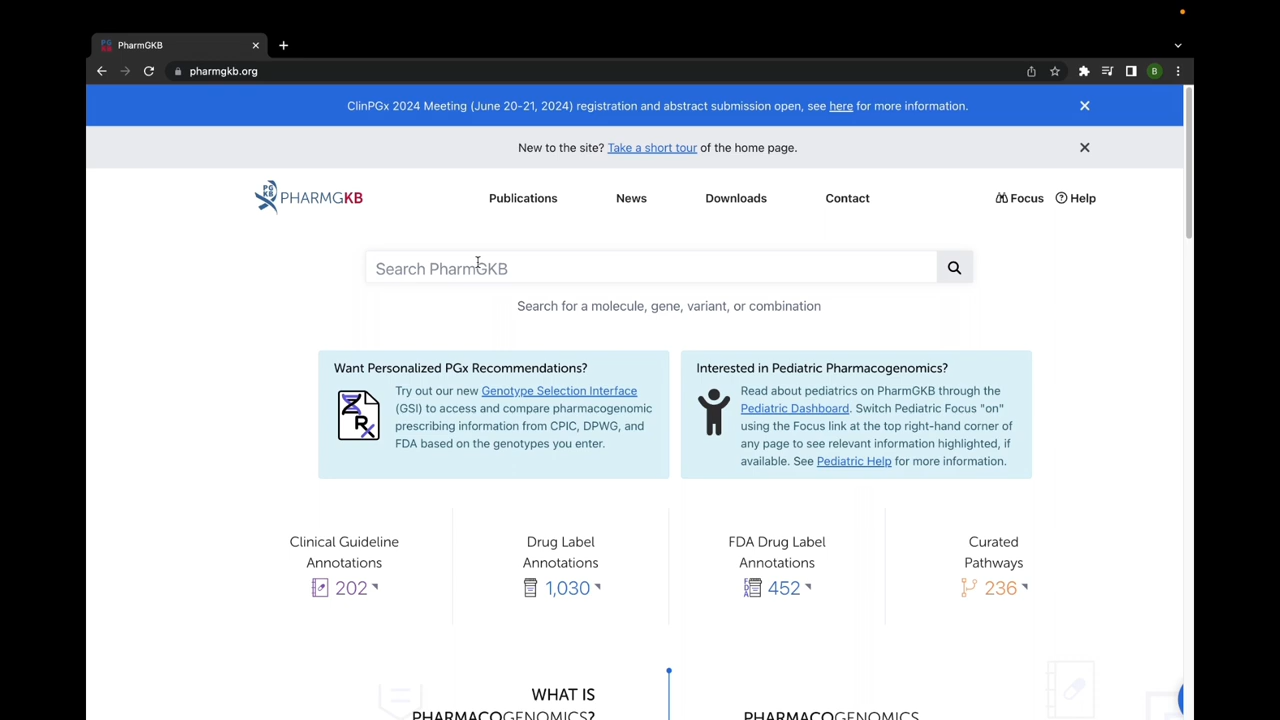 PharmGKB
pharmgkb.org
B
ClinPGx 2024 Meeting (June 20-21, 2024) registration and abstract submission open, see here for more information.
New to the site? Take a short tour of the home page.
PG
KB
PHARMGKB
Publications
News
Downloads
Contact
Focus
Help
Search PharmGKB
Search for a molecule, gene, variant, or combination
Want Personalized PGx Recommendations?
Rx
Try out our new Genotype Selection Interface
(GSI) to access and compare pharmacogenomic
prescribing information from CPIC, DPWG, and
FDA based on the genotypes you enter.
Interested in Pediatric Pharmacogenomics?
Read about pediatrics on PharmGKB through the
Pediatric Dashboard. Switch Pediatric Focus "on"
using the Focus link at the top right-hand corner of
any page to see relevant information highlighted, if
available. See Pediatric Help for more information.
Clinical Guideline
Annotations
202
Drug Label
Annotations
1,030
FDA Drug Label
Annotations
452
Curated
Pathways
236
WHAT IS
PHARMACOGENOMICS?
PHARMACOGENOMICS